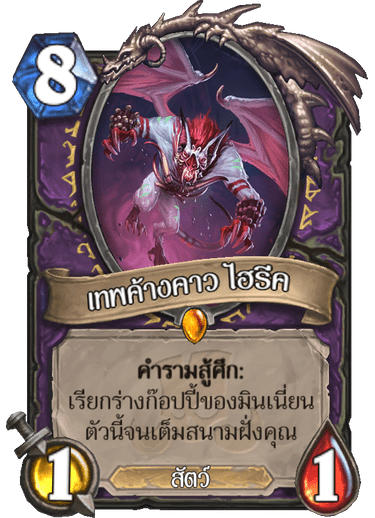 8
เทพค้างคาว ไฮรีค
คำรามสู้ศึก:
เรียกร่างก๊อปปี้ของมินเนี่ยน
ตัวนี้จนเต็มสนามฝั่งคุณ
1
สัตว์
1